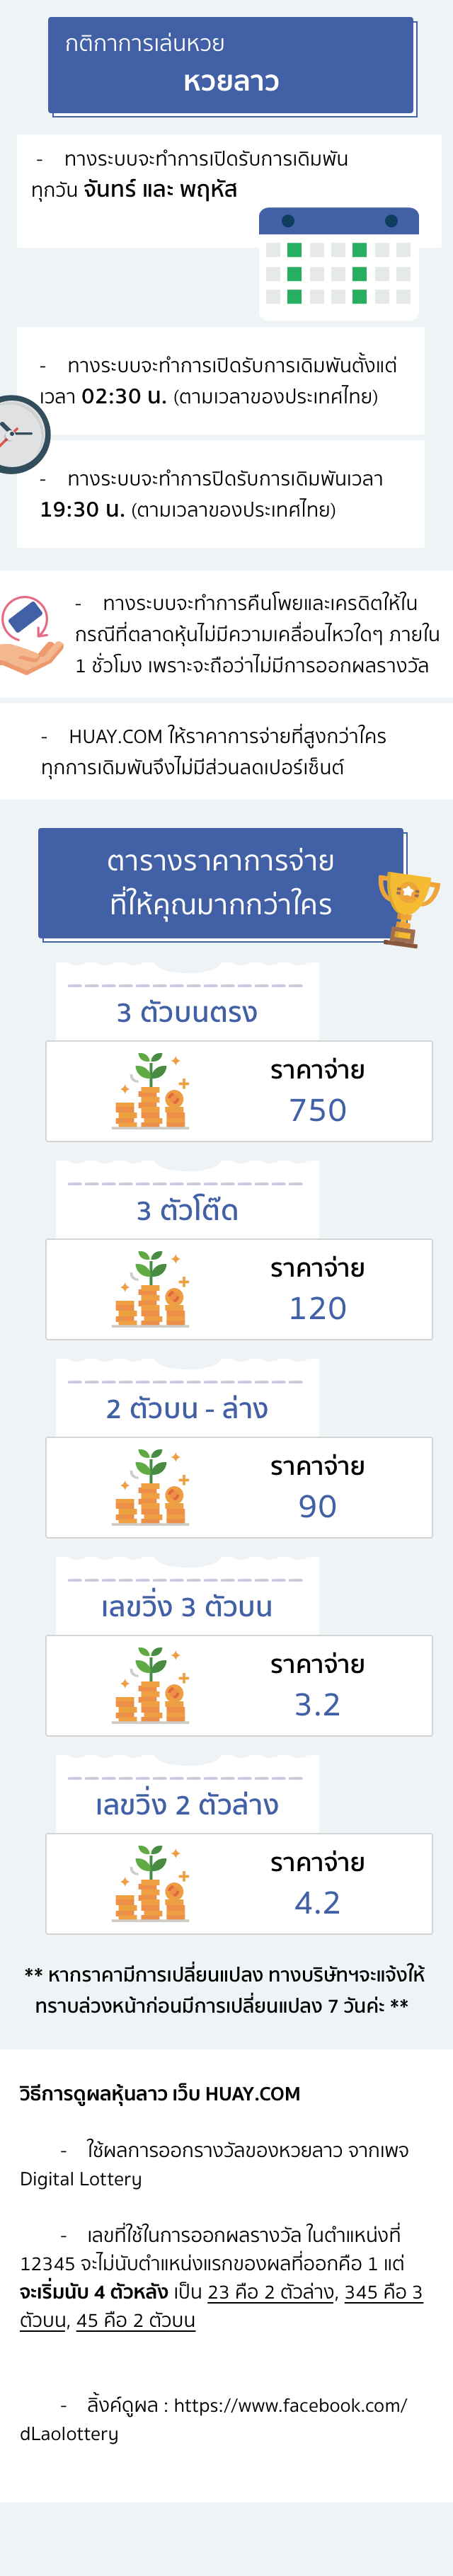 กติกาการเล่นหวย
หวยลาว
- ทางระบบจะทำการเปิดรับการเดิมพัน
ทุกวัน จันทร์ และ พฤหัส
- ทางระบบจะทำการเปิดรับการเดิมพันตั้งแต่
เวลา 02:30 น. (ตามเวลาของประเทศไทย)
- ทางระบบจะทำการปิดรับการเดิมพันเวลา
19:30 น. (ตามเวลาของประเทศไทย)
- ทางระบบจะทำการคืนโพยและเครดิตให้ใน
กรณีที่ตลาดหุ้นไม่มีความเคลื่อนไหวใดๆ ภายใน
1 ชั่วโมง เพราะจะถือว่าไม่มีการออกผลรางวัล
- HUAY.COM ให้ราคาการจ่ายที่สูงกว่าใคร
ทุกการเดิมพันจึงไม่มีส่วนลดเปอร์เซ็นต์
ตารางราคาการจ่าย
ที่ให้คุณมากกว่าใคร
3 ตัวบนตรง
ราคาจ่าย
750
3 ตัวโต๊ด
ราคาจ่าย
120
2 ตัวบน - ล่าง
ราคาจ่าย
90
เลขวิ่ง 3 ตัวบน
ราคาจ่าย
3.2
เลขวิ่ง 2 ตัวล่าง
ราคาจ่าย
4.2
** หากราคามีการเปลี่ยนแปลง ทางบริษัทฯจะแจ้งให้
ทราบล่วงหน้าก่อนมีการเปลี่ยนแปลง 7 วันค่ะ **
วิธีการดูผลหุ้นลาว เว็บ HUAY.COM
- ใช้ผลการออกรางวัลของหวยลาว จากเพจ
Digital Lottery
- เลขที่ใช้ในการออกผลรางวัล ในตำแหน่งที่
12345 จะไม่นับตำแหน่งแรกของผลที่ออกคือ 1 แต่
จะเริ่มนับ 4 ตัวหลัง เป็น 23 คือ 2 ตัวล่าง, 345 คือ 3
ตัวบน, 45 คือ 2 ตัวบน
- ลิ้งค์ดูผล : https://www.facebook.com/
dLaolottery